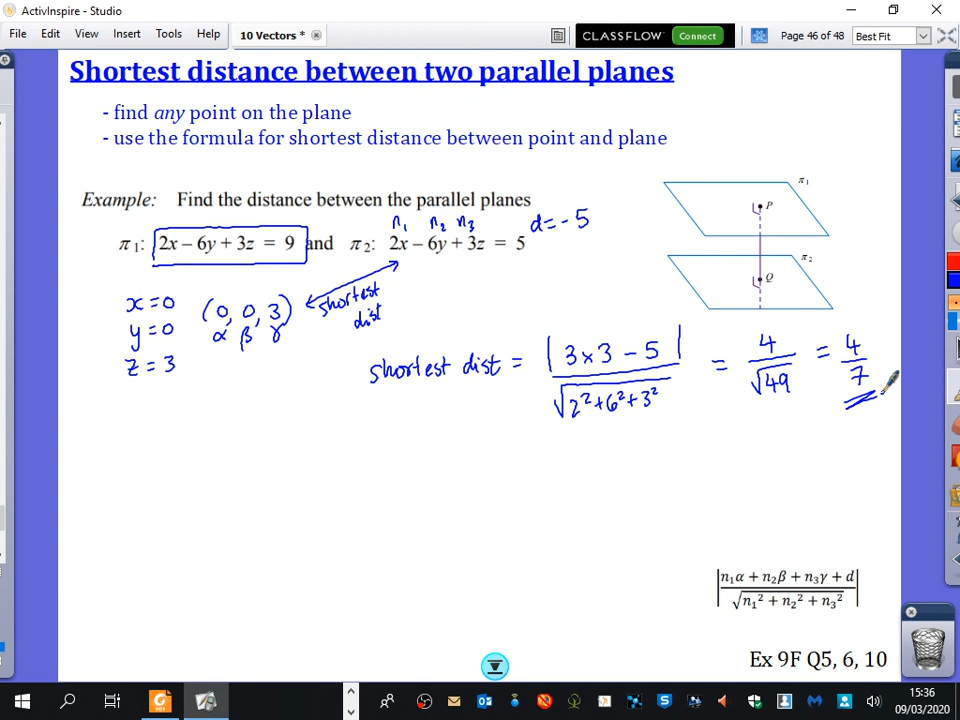 ActivInspire - Studio
File Edit View Insert Tools Help
10 Vectors *
CLASSFLOW Connect
Page 46 of 48
Best Fit
Shortest distance between two parallel planes
- find any point on the plane
- use the formula for shortest distance between point and plane
Example: Find the distance between the parallel planes
n₁ n₂ n₃ d = -5
π1: 2x – 6y + 3z = 9 and π2: 2x – 6y + 3z = 5
π1
P
π2
Q
x = 0
y = 0
z = 3
(0, 0, 3)
α β γ
shortest
dist
shortest dist = |3×3 - 5| / √2²+6²+3² = 4/√49 = 4/7
|n₁α + n₂β + n₃γ + d / √n₁² + n₂² + n₃²|
Ex 9F Q5, 6, 10
15:36
09/03/2020